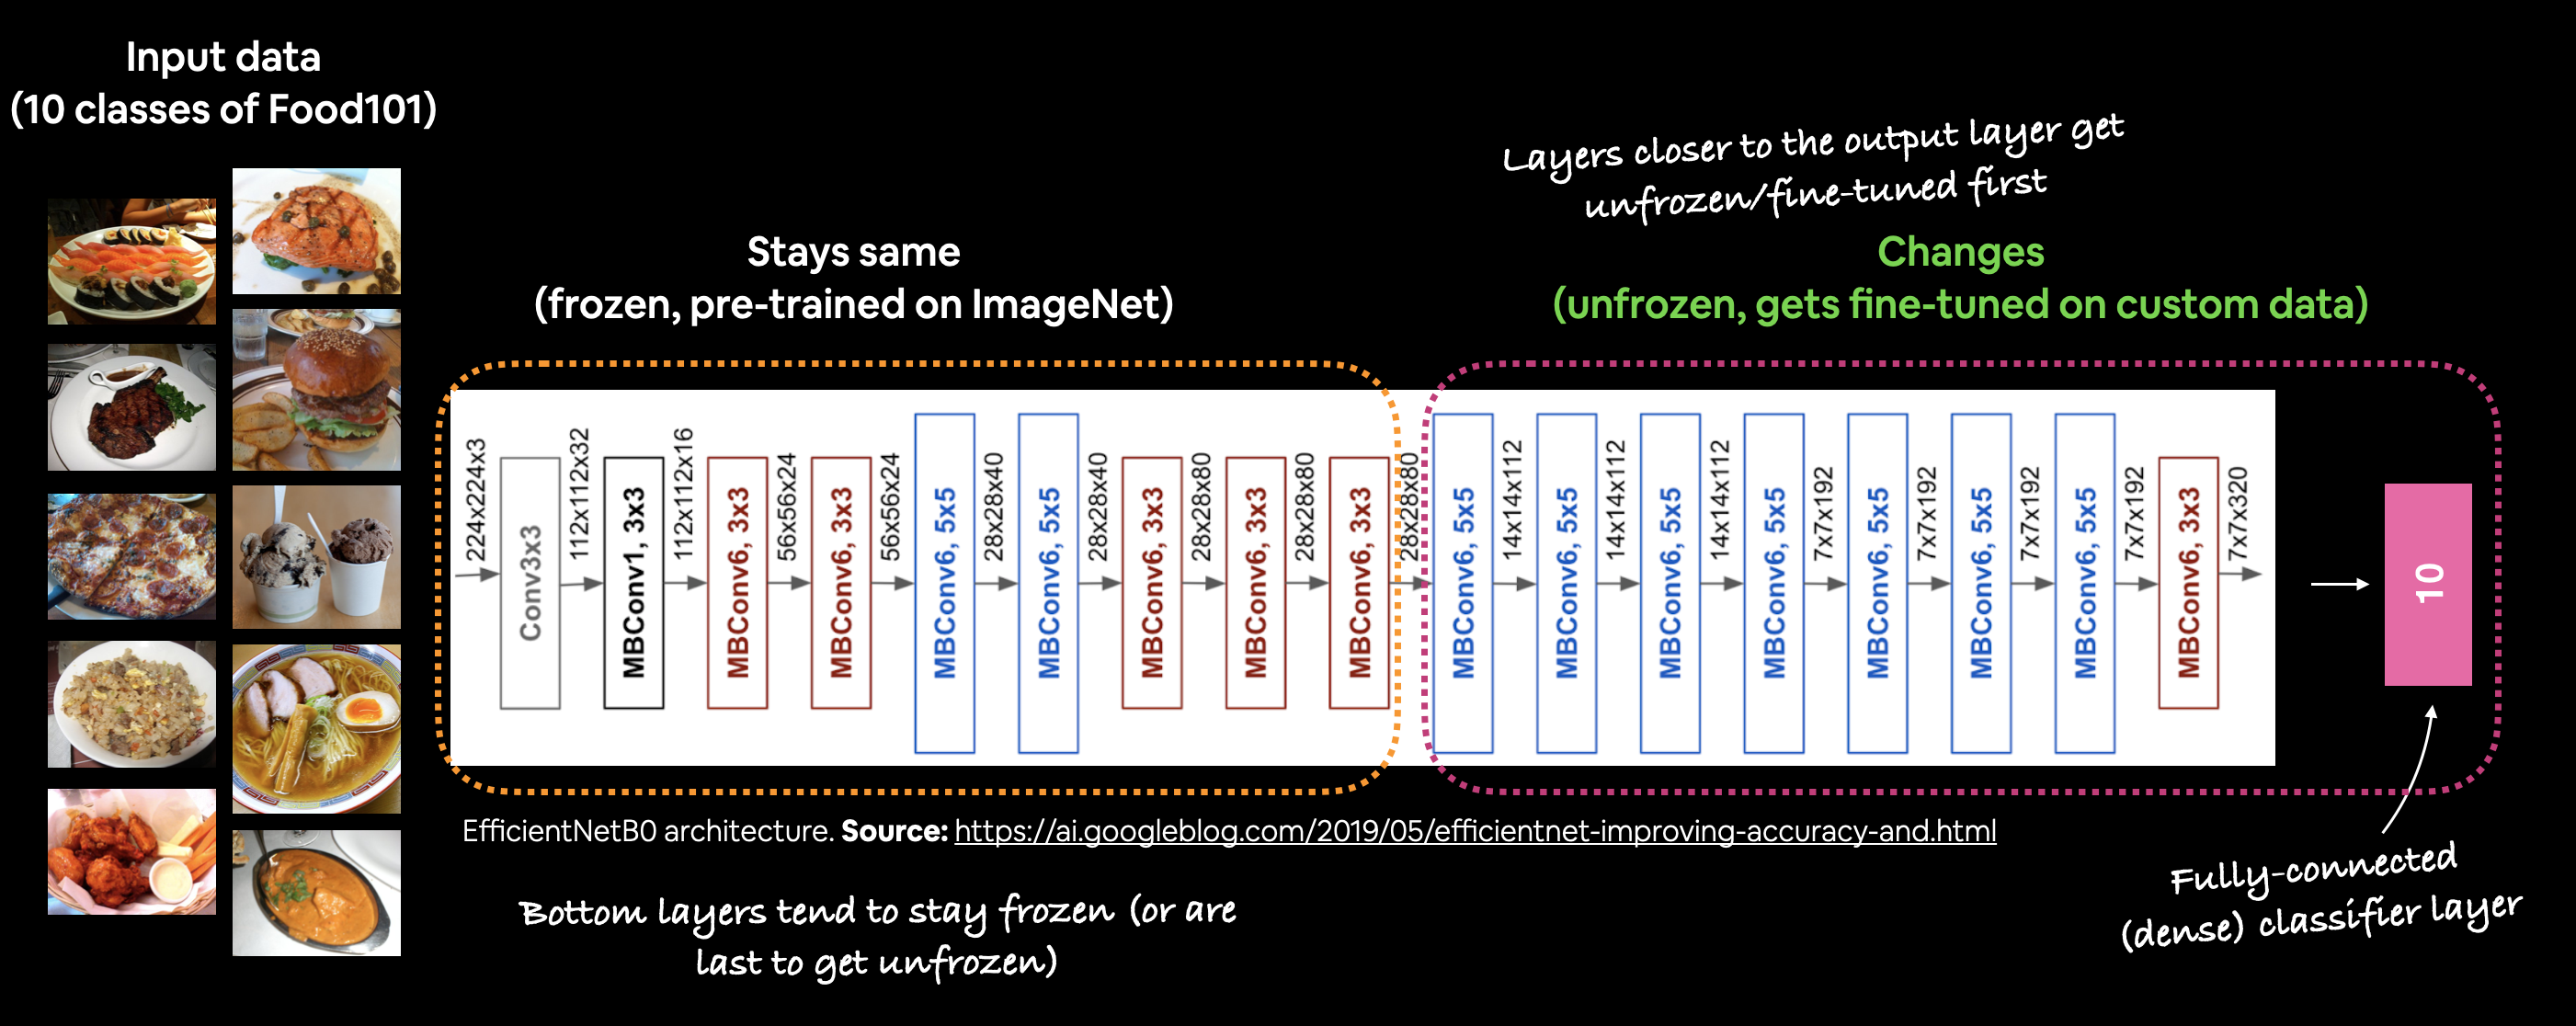 Input data
(10 classes of Food101)
Layers closer to the output layer get
unfrozen/fine-tuned first
Stays same
(frozen, pre-trained on ImageNet)
Changes
(unfrozen, gets fine-tuned on custom data)
224x224x3
Conv3x3
112x112x32
MBConv1, 3x3
112x112x16
MBConv6, 3x3
56x56x24
MBConv6, 3x3
56x56x24
MBConv6, 5x5
28x28x40
MBConv6, 5x5
28x28x40
MBConv6, 3x3
28x28x80
MBConv6, 3x3
28x28x80
MBConv6, 3x3
28x28x80
MBConv6, 5x5
14x14x112
MBConv6, 5x5
14x14x112
MBConv6, 5x5
14x14x112
MBConv6, 5x5
7x7x192
MBConv6, 5x5
7x7x192
MBConv6, 5x5
7x7x192
MBConv6, 5x5
7x7x192
MBConv6, 3x3
7x7x320
10
EfficientNetB0 architecture. Source: https://ai.googleblog.com/2019/05/efficientnet-improving-accuracy-and.html
Bottom layers tend to stay frozen (or are
last to get unfrozen)
Fully-connected
(dense) classifier layer